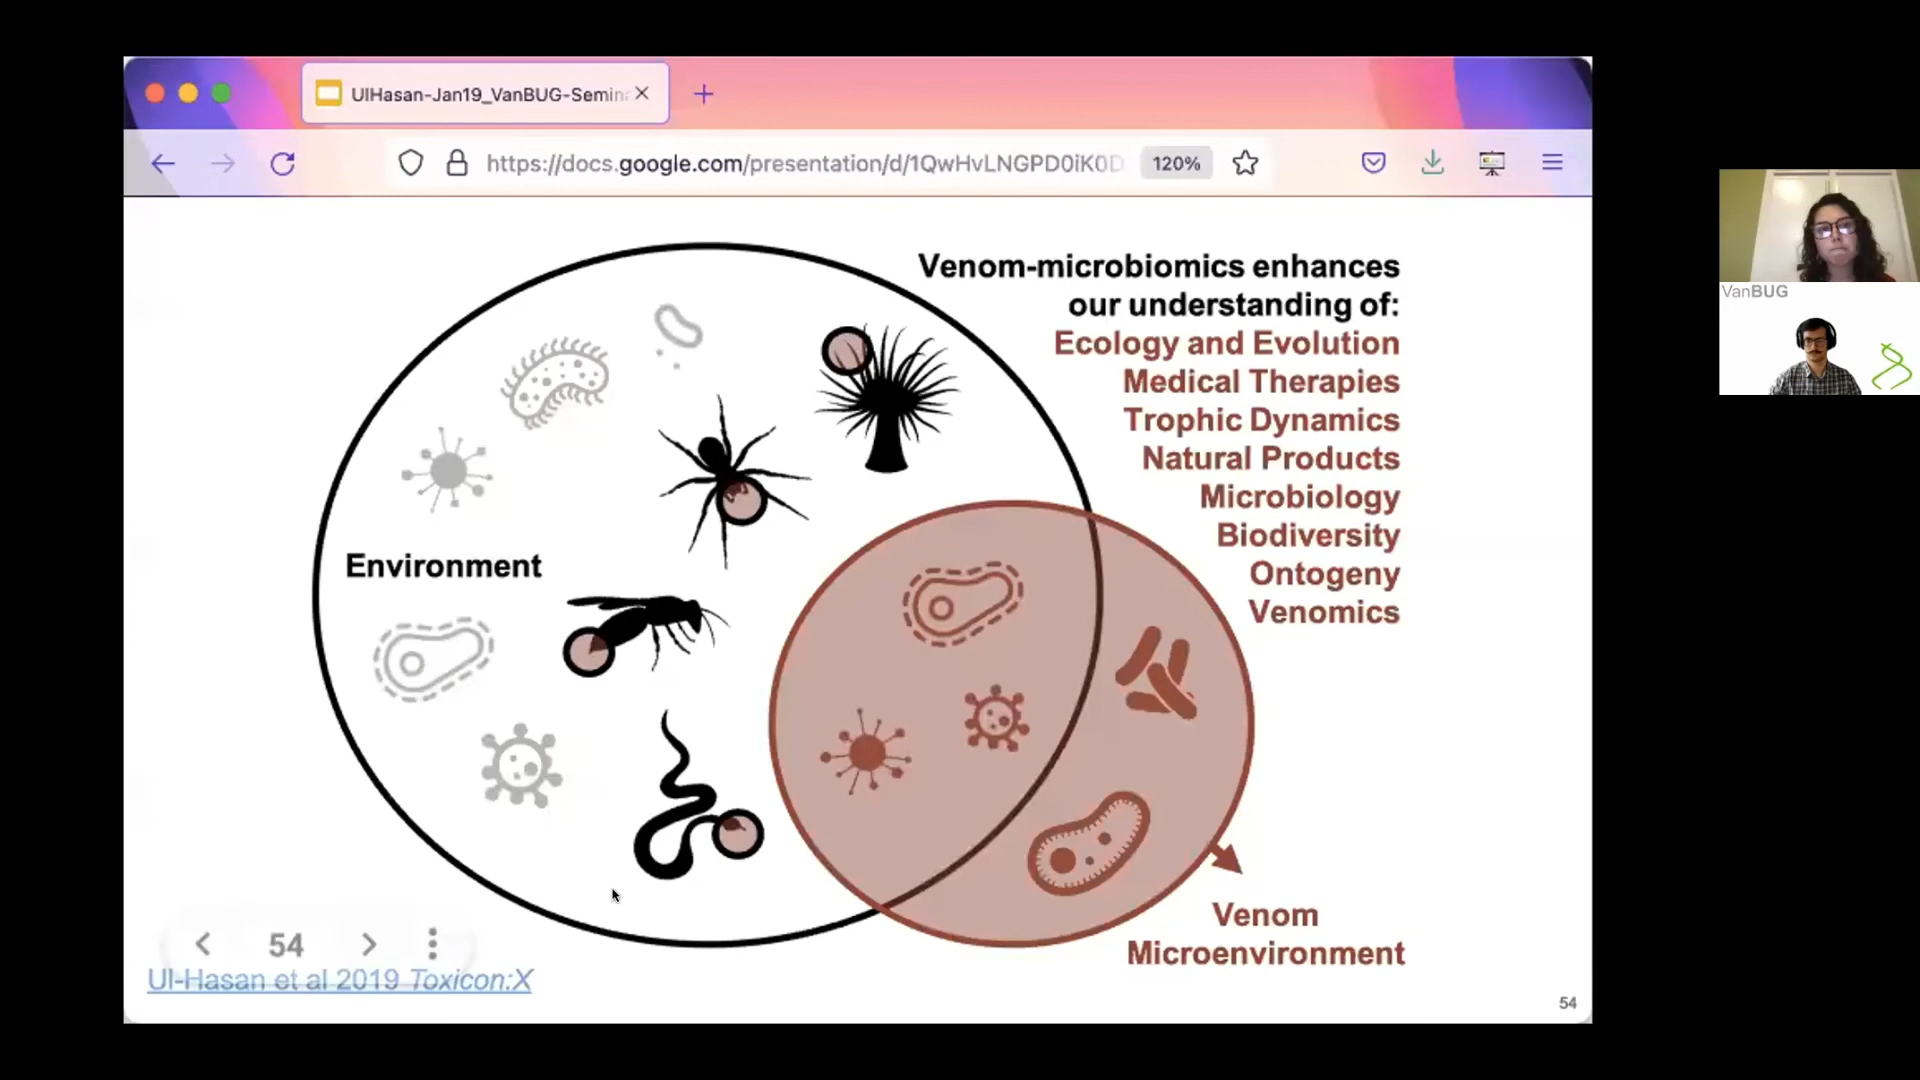 UIHasan-Jan19_VanBUG-Semin
https://docs.google.com/presentation/d/1QwHvLNGPD0iK0D
120%
Venom-microbiomics enhances
our understanding of:
Ecology and Evolution
Medical Therapies
Trophic Dynamics
Natural Products
Microbiology
Biodiversity
Ontogeny
Venomics
Environment
Venom
Microenvironment
54
Ul-Hasan et al 2019 Toxicon:X
54
VanBUG